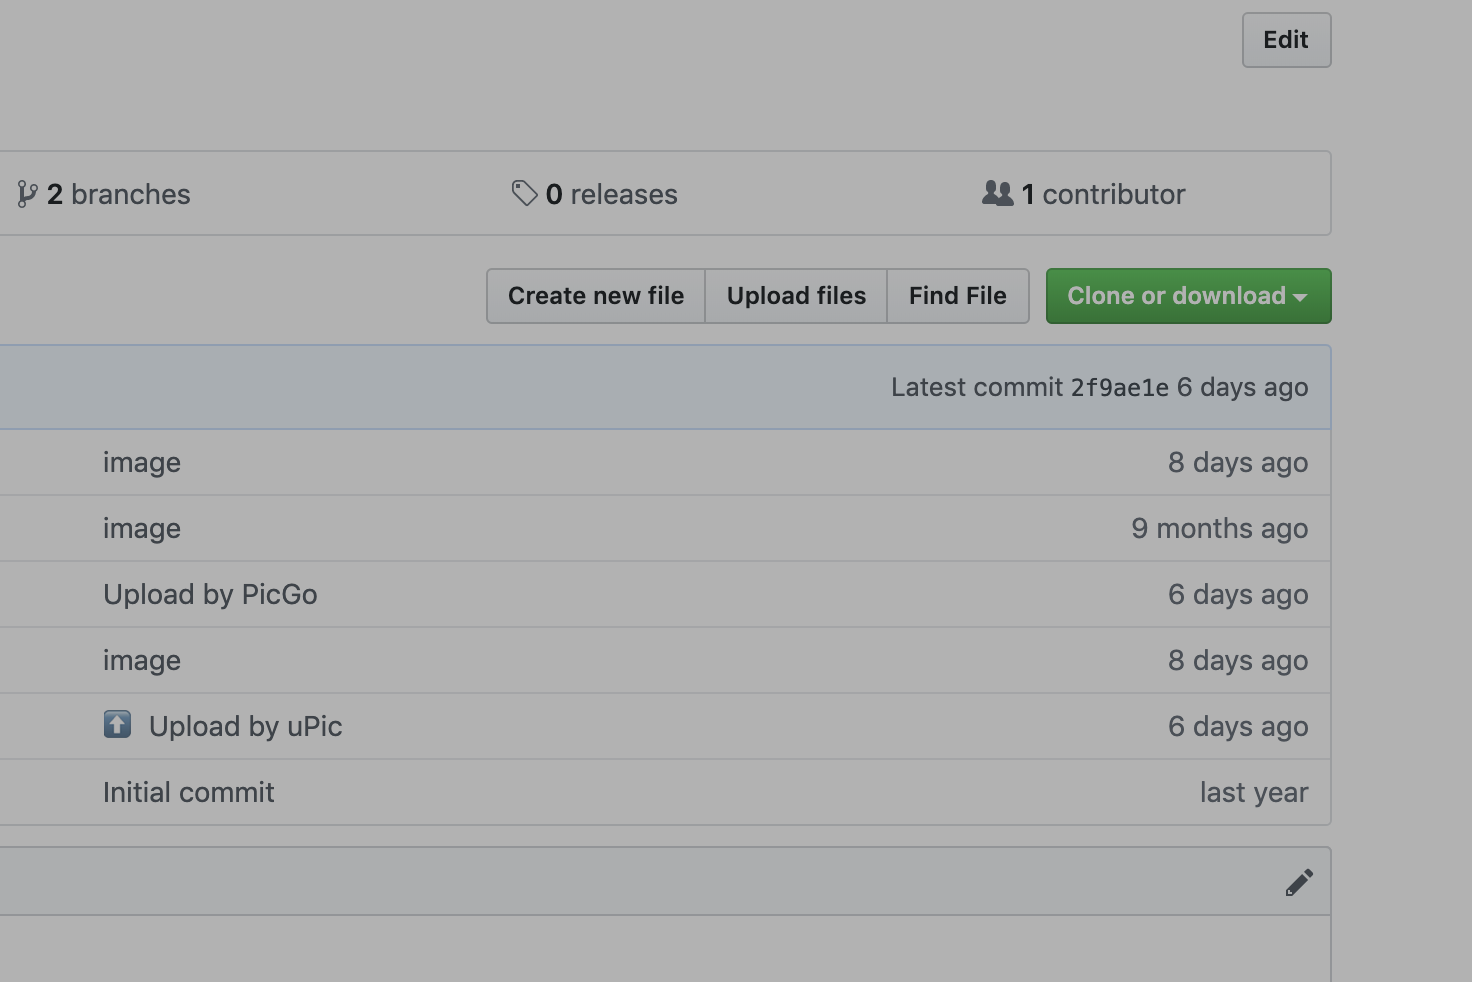 Edit
2 branches
0 releases
1 contributor
Create new file
Upload files
Find File
Clone or download
Latest commit 2f9ae1e 6 days ago
image 8 days ago
image 9 months ago
Upload by PicGo 6 days ago
image 8 days ago
Upload by uPic 6 days ago
Initial commit last year